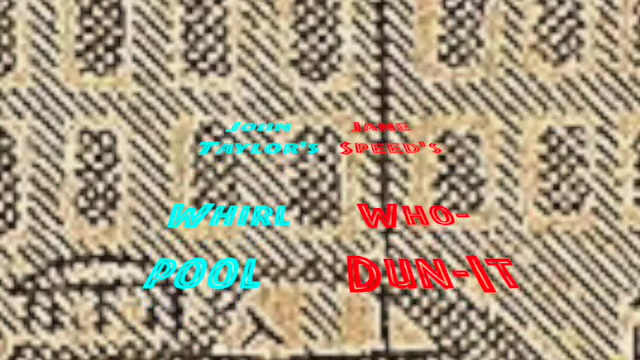 John
Taylor's
Whirl
pool
Jane
Speed's
Who-
Dun-It